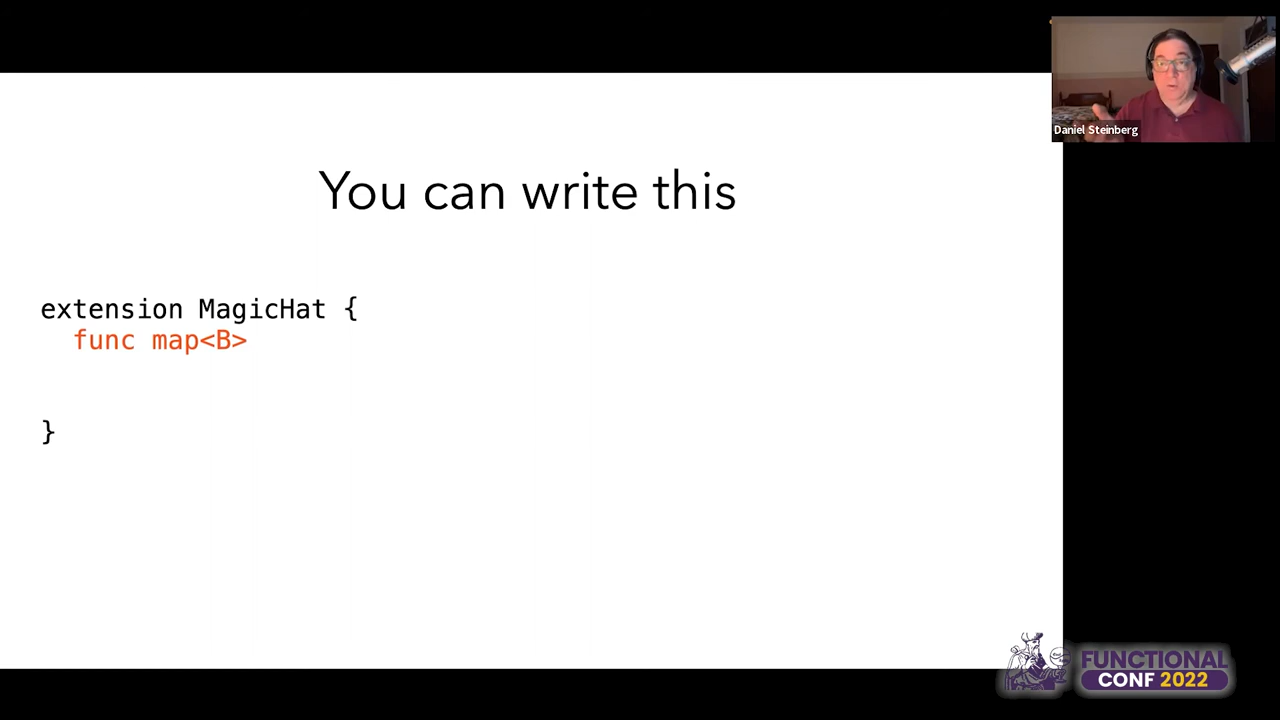 Daniel Steinberg
You can write this
extension MagicHat {
func map<B>
}
FUNCTIONAL
CONF 2022